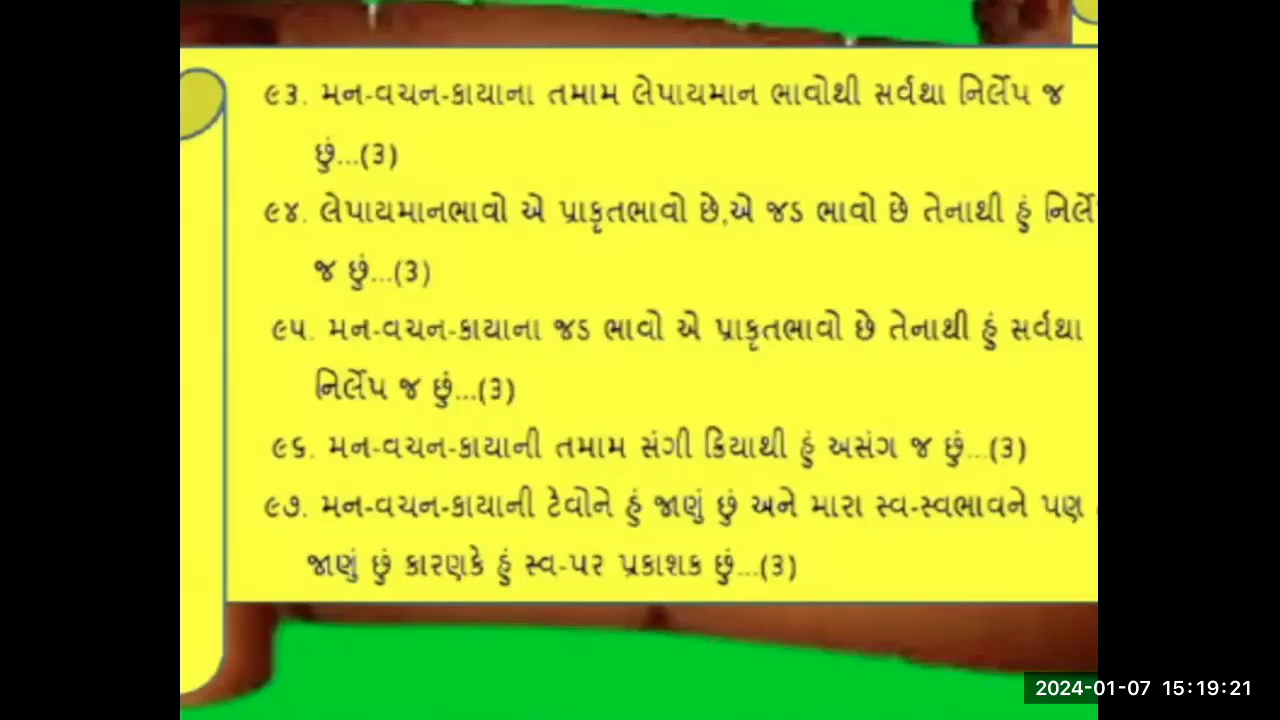 ૯૩. મન-વચન-કાયાના તમામ લેપાયમાન ભાવોથી સર્વથા નિર્લેપ જ
છું...(૩)
૯૪. લેપાયમાનભાવો એ પ્રાકૃતભાવો છે,એ જડ ભાવો છે તેનાથી હું
જ છું...(૩)
૯૫. મન-વચન-કાયાના જડ ભાવો એ પ્રાકૃતભાવો છે તેનાથી હું સર્વથા
નિર્લેપ જ છું...(૩)
૯૬. મન-વચન-કાયાની તમામ સંગી ક્રિયાથી હું અસંગ જ છું...(૩)
૯૭. મન-વચન-કાયાની ટેવોને હું જાણું છું અને મારા સ્વ-સ્વભાવને પણ
જાણું છું કારણકે હું સ્વ-પર પ્રકાશક છું...(૩)
2024-01-07 15:19:21